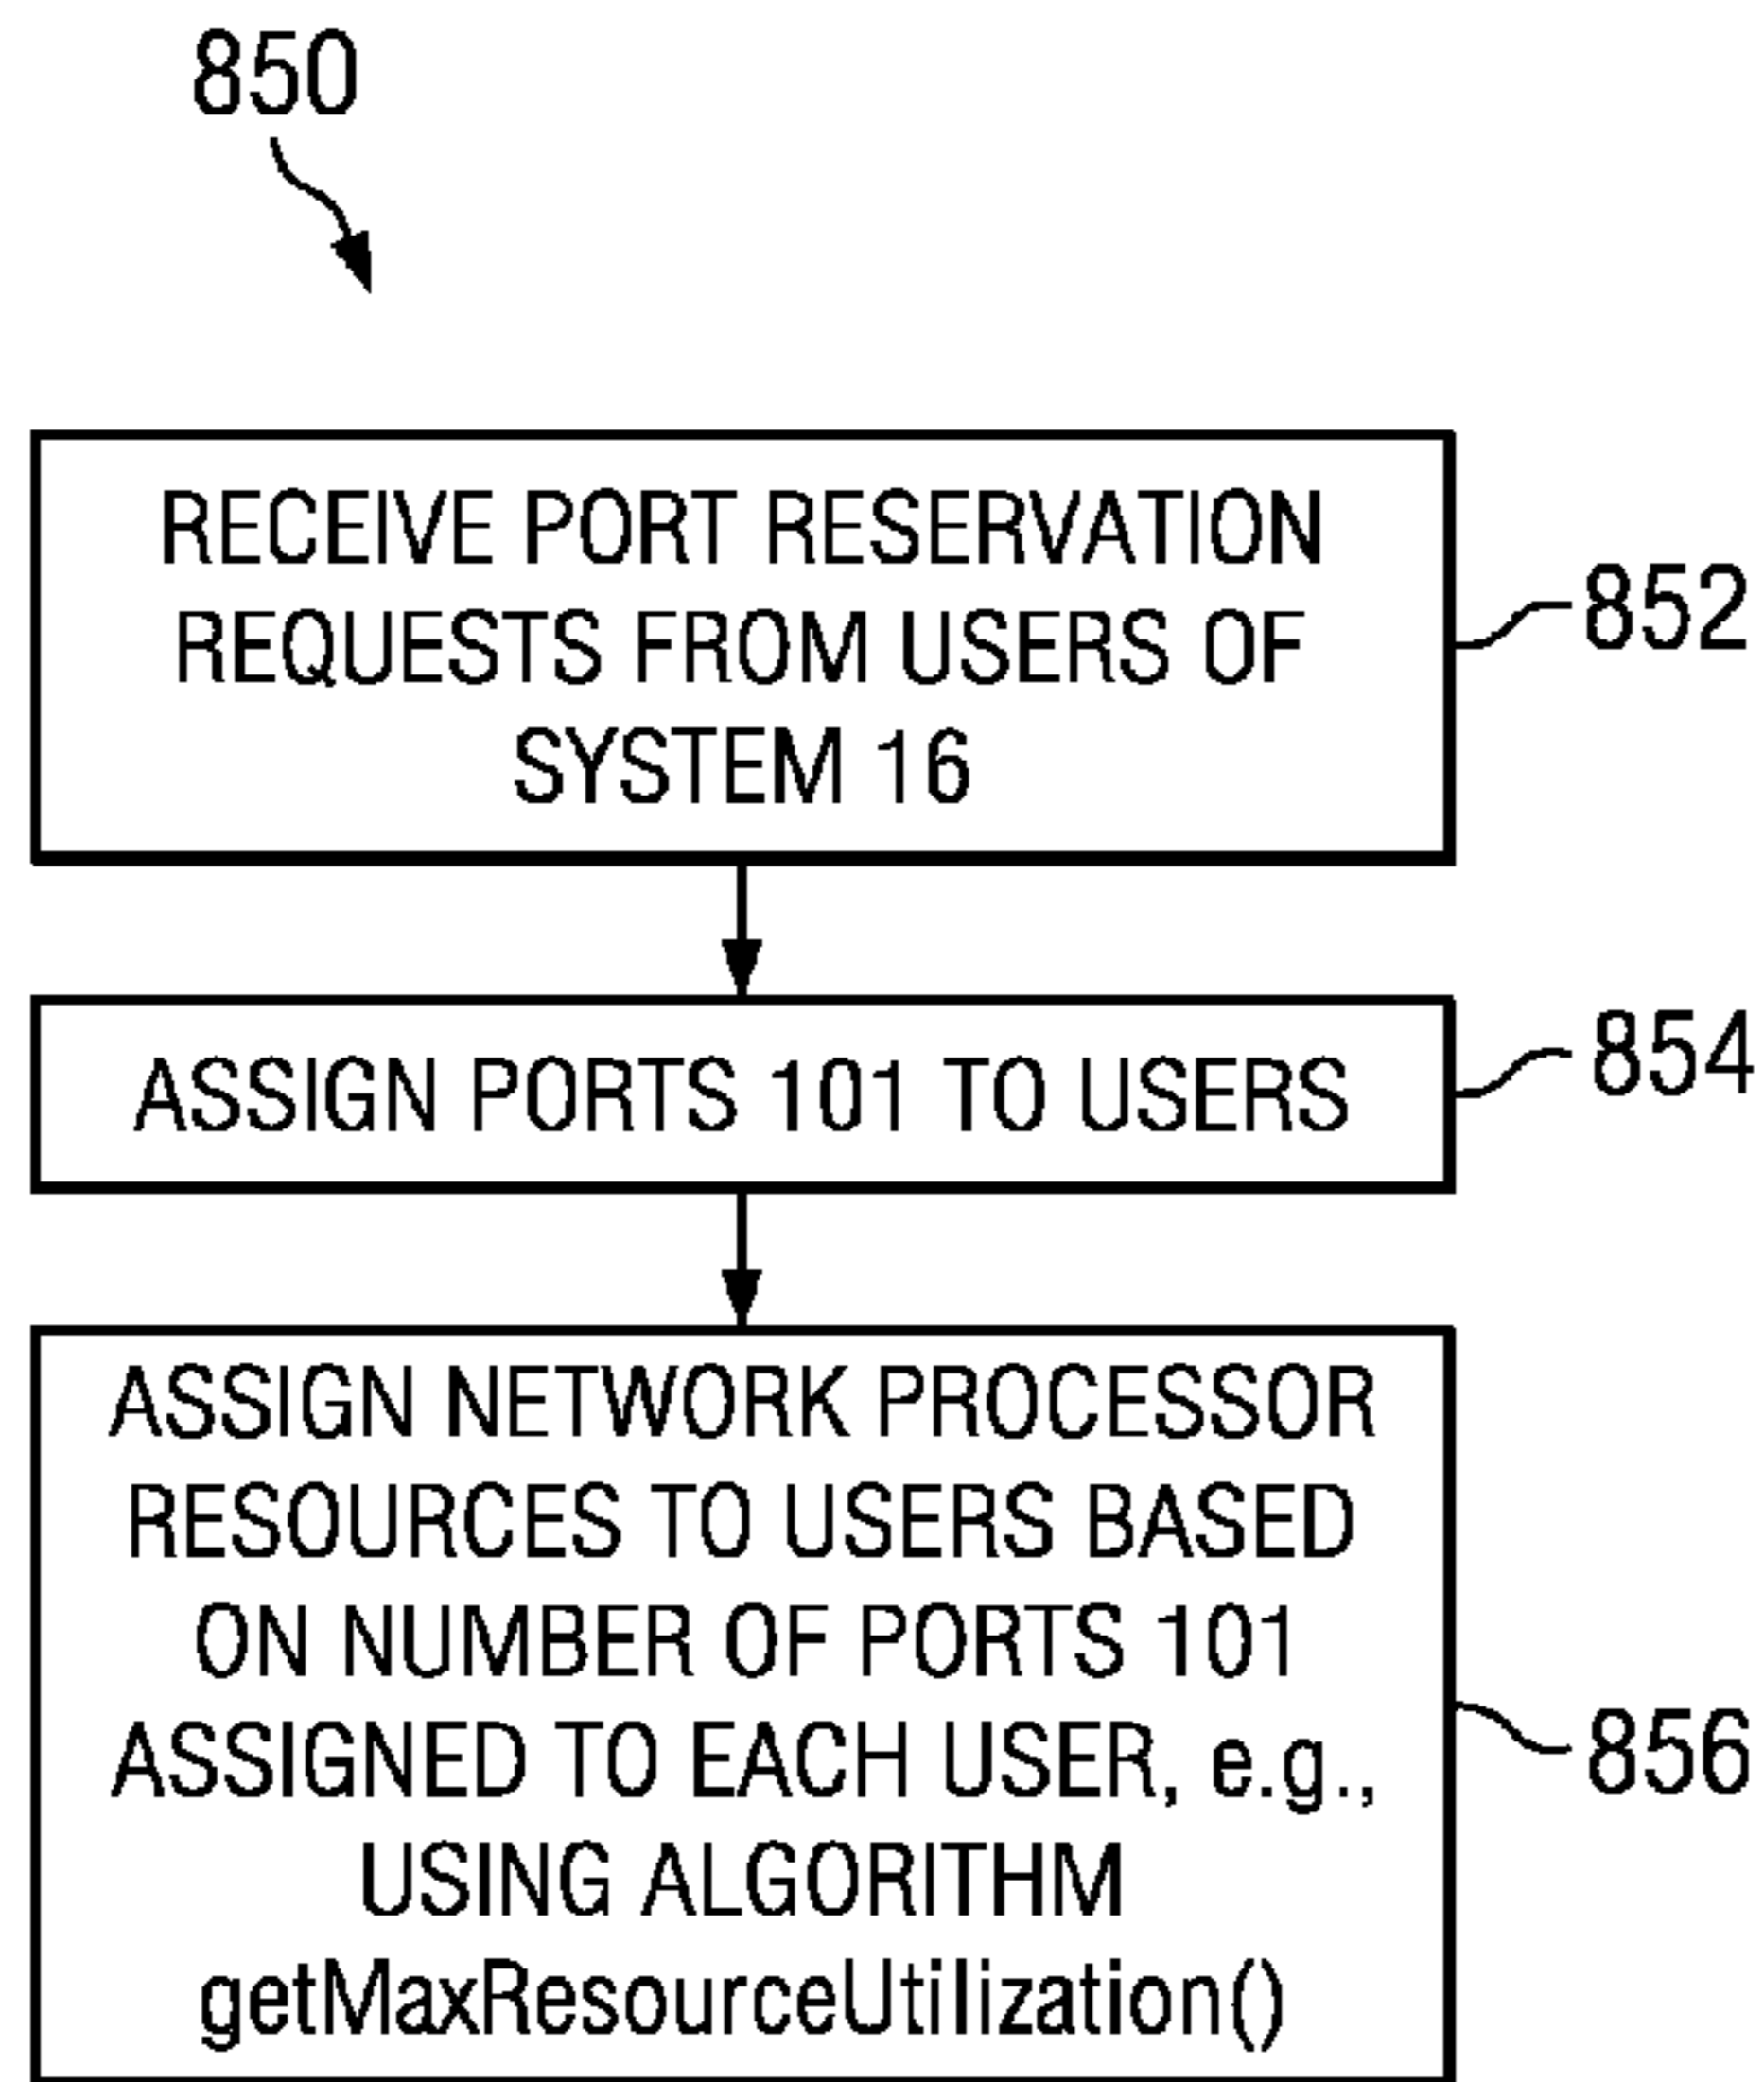 850
RECEIVE PORT RESERVATION
REQUESTS FROM USERS OF
SYSTEM 16
852
ASSIGN PORTS 101 TO USERS
854
ASSIGN NETWORK PROCESSOR
RESOURCES TO USERS BASED
ON NUMBER OF PORTS 101
ASSIGNED TO EACH USER, e.g.,
USING ALGORITHM
getMaxResourceUtilization()
856